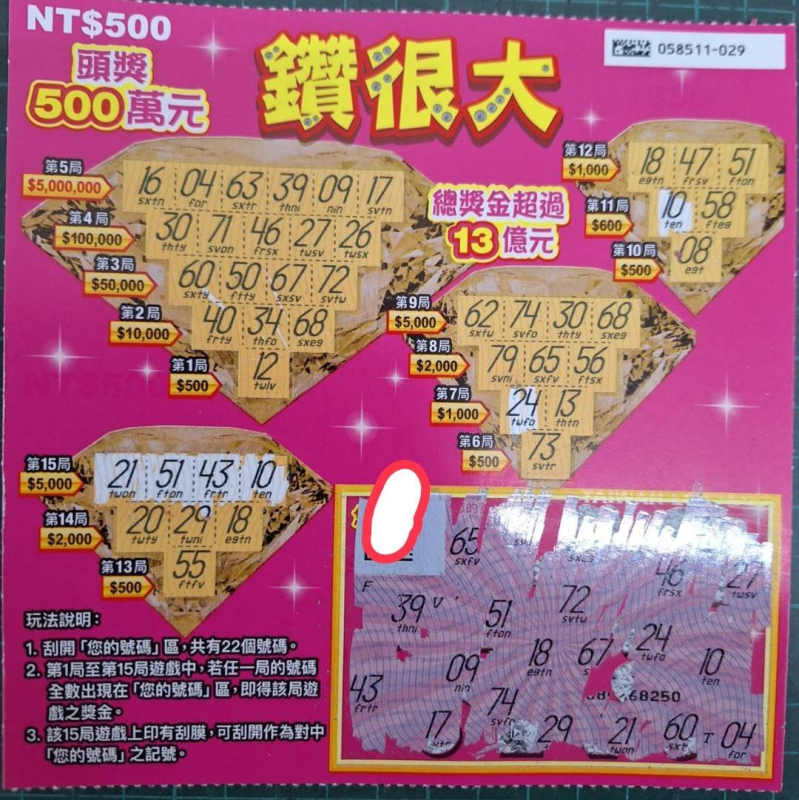 NT$500
頭獎
500萬元
鑽很大
058511-029
總獎金超過
13億元
第5局
$5,000,000
16 04 63 39 09 17
sxtn for sxtr thni nin svtn
第4局
$100,000
30 71 46 27 26
thty svon frsx twsv twsx
第3局
$50,000
60 50 67 72
sxty ftty sxsv svtw
第2局
$10,000
40 34 68
frty thfo sxeg
第1局
$500
12
twlv
第12局
$1,000
18 47 51
egtn frsv fton
第11局
$600
10 58
ten fteg
第10局
$500
08
egt
第9局
$5,000
62 74 30 68
sxtw svfo thty sxeg
第8局
$2,000
79 65 56
svni sxfv ftsx
第7局
$1,000
24 13
twfo thtn
第6局
$500
73
svtr
第15局
$5,000
21 51 43 10
twon fton frtr ten
第14局
$2,000
20 29 18
twty twni egtn
第13局
$500
55
ftfv
玩法說明：
1. 刮開「您的號碼」區，共有22個號碼。
2. 第1局至第15局遊戲中，若任一局的號碼
全數出現在「您的號碼」區，即得該局遊
戲之獎金。
3. 該15局遊戲上印有刮膜，可刮開作為對中
「您的號碼」之記號。
65
sxfv
46 27
frsx twsv
F
39 V 51 72
thni fton svtw
18 67 24 10
egtn twfo ten
43 09
frtr nin
68250
17 74 29 21 60 T 04
twon for